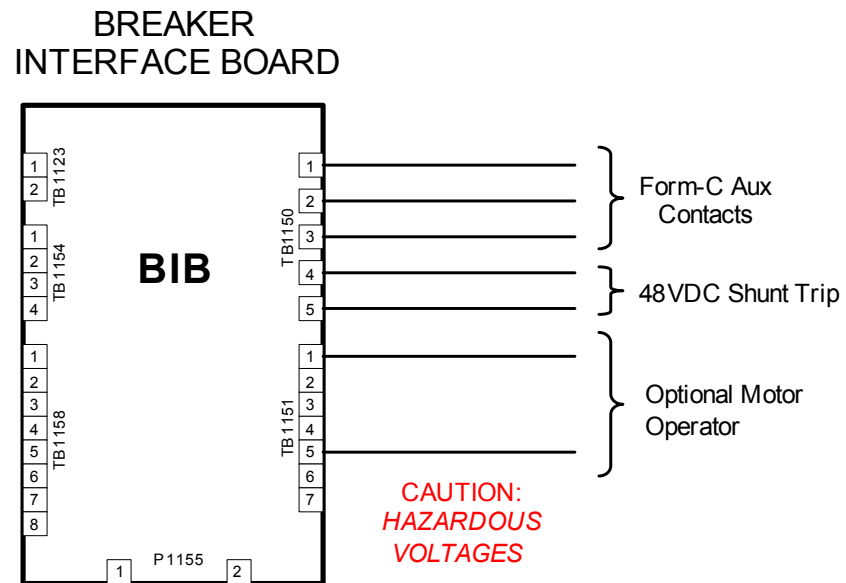 BREAKER
INTERFACE BOARD
1
2
TB1123
1
2
3
4
TB1154
1
2
3
4
5
6
7
8
TB1158
BIB
1
2
3
4
5
TB1150
1
2
3
4
5
6
7
TB1151
1
P1155
2
Form-C Aux
Contacts
48VDC Shunt Trip
Optional Motor
Operator
CAUTION:
HAZARDOUS
VOLTAGES